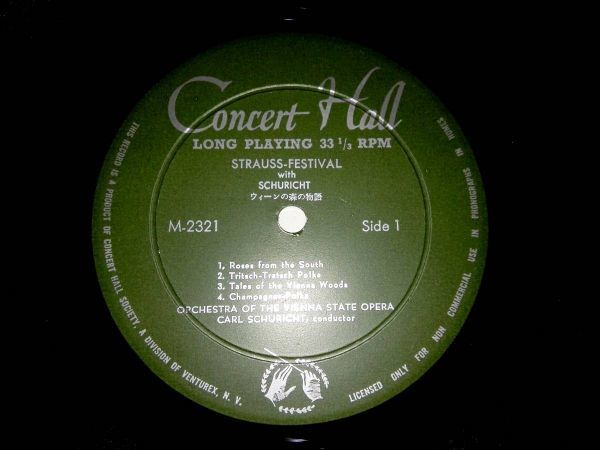 Concert Hall
LONG PLAYING 33 1/3 RPM
STRAUSS-FESTIVAL
with
SCHURICHT
ウィーンの森の物語
M-2321 Side 1
1. Roses from the South
2. Tritsch-Tratsch Polka
3. Tales of the Vienna Woods
4. Champagner-Polka
ORCHESTRA OF THE VIENNA STATE OPERA
CARL SCHURICHT, conductor
THIS RECORD IS A PRODUCT OF CONCERT HALL SOCIETY, A DIVISION OF VENTUREX, N. Y.
LICENSED ONLY FOR NON COMMERCIAL USE IN PHONOGRAPHS IN HOMES